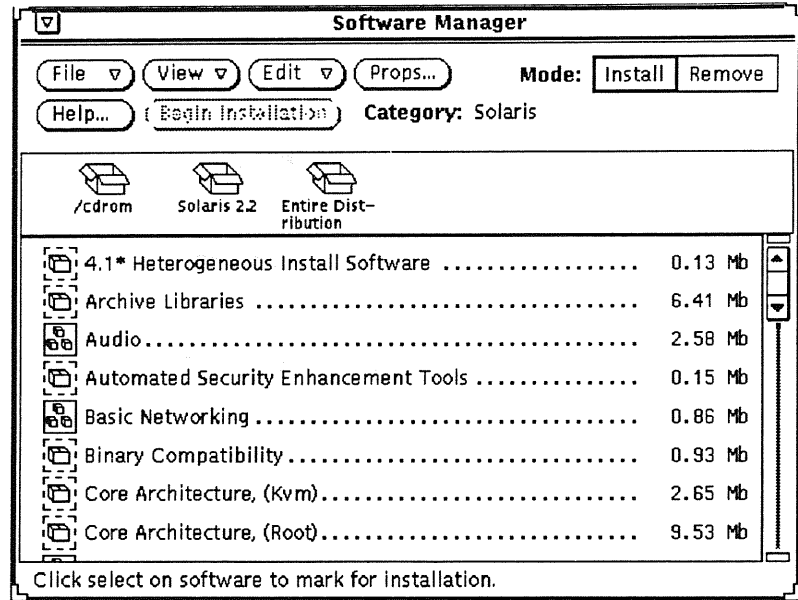 Software Manager
File View Edit Props... Mode: Install Remove
Help... Begin Installation Category: Solaris
/cdrom Solaris 2.2 Entire Dist-
ribution
4.1* Heterogeneous Install Software .................. 0.13 Mb
Archive Libraries ................................... 6.41 Mb
Audio............................................. 2.58 Mb
Automated Security Enhancement Tools ............... 0.15 Mb
Basic Networking................................... 0.86 Mb
Binary Compatibility................................ 0.93 Mb
Core Architecture, (Kvm)............................. 2.65 Mb
Core Architecture, (Root)............................. 9.53 Mb
Click select on software to mark for installation.